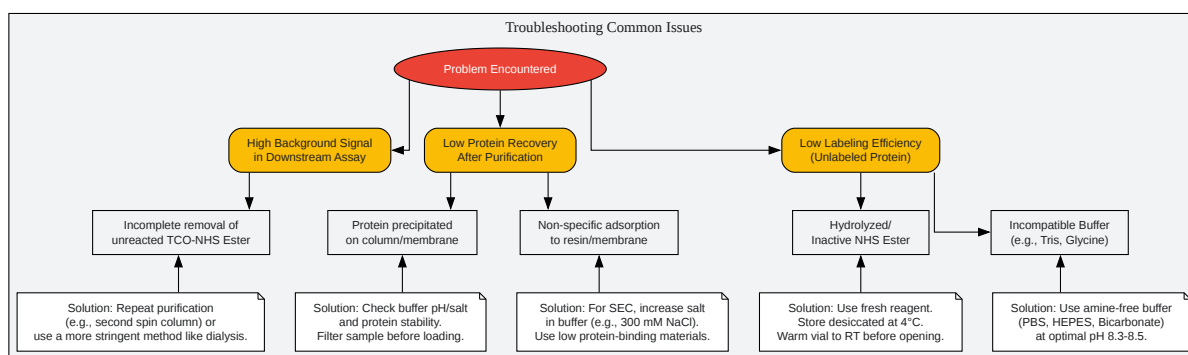 Troubleshooting Common Issues
Problem Encountered
High Background Signal
in Downstream Assay
Low Protein Recovery
After Purification
Low Labeling Efficiency
(Unlabeled Protein)
Incomplete removal of
unreacted TCO-NHS Ester
Protein precipitated
on column/membrane
Non-specific adsorption
to resin/membrane
Hydrolyzed/
Inactive NHS Ester
Incompatible Buffer
(e.g., Tris, Glycine)
Solution: Repeat purification
(e.g., second spin column) or
use a more stringent method like dialysis.
Solution: Check buffer pH/salt
and protein stability.
Filter sample before loading.
Solution: For SEC, increase salt
in buffer (e.g., 300 mM NaCl).
Use low protein-binding materials.
Solution: Use fresh reagent.
Store desiccated at 4°C.
Warm vial to RT before opening.
Solution: Use amine-free buffer
(PBS, HEPES, Bicarbonate)
at optimal pH 8.3-8.5.